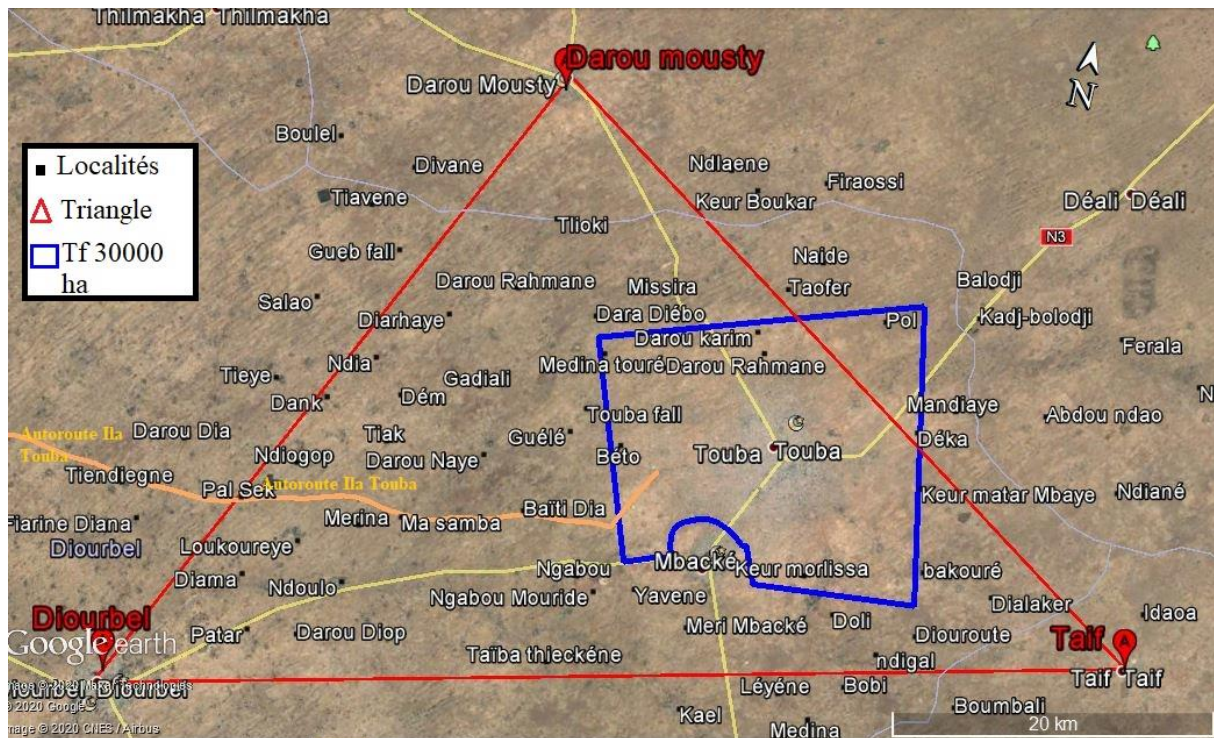 Thilmakha Thilmakha
Darou mousty
Darou Mousty
N
Boulel
Divane
Ndlaene
Firaossi
Localités
Tiavene
Keur Boukar
Déali Déali
Triangle
Tlioki
N3
Tf 30000
ha
Gueb fall
Naide
Darou Rahmane
Missira
Taofer
Balodji
Salao
Diarhaye
Dara Diébo
Pol
Kadj-bolodji
Darou karim
Ferala
Ndia
Medina touré
Darou Rahmane
Tieye
Gadiali
Dank
Dém
Touba fall
Mandiaye
Abdou ndao
N
Autoroute Ila
Touba
Darou Dia
Tiak
Guélé
Déka
Ndiogop
Darou Naye
Béto
Touba Touba
Tiendiegne
Pal Sek
Autoroute Ila Touba
Keur matar Mbaye
Ndiané
Merina
Ma samba
Baïti Dia
Fiarine Diana
Diourbel
Loukoureye
Ngabou
Mbacké
Keur morlissa
bakouré
Diama
Ndoulo
Ngabou Mouride
Yavene
Dialaker
Idaoa
Diourbel
Patar
Darou Diop
Meri Mbacké
Doli
Diouroute
Taif
Google earth
Taïba thieckéne
ndigal
Taif Taif
Diourbel Diourbel
Léyéne
Bobi
Boumbali
© 2020 Google
Kael
Medina
20 km
Image © 2020 CNES / Airbus